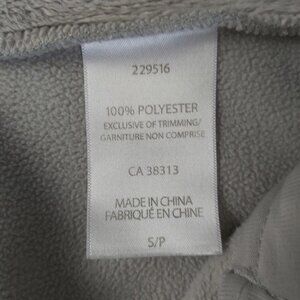 229516
100% POLYESTER
EXCLUSIVE OF TRIMMING/
GARNITURE NON COMPRISE
CA 38313
MADE IN CHINA
FABRIQUÉ EN CHINE
S/P